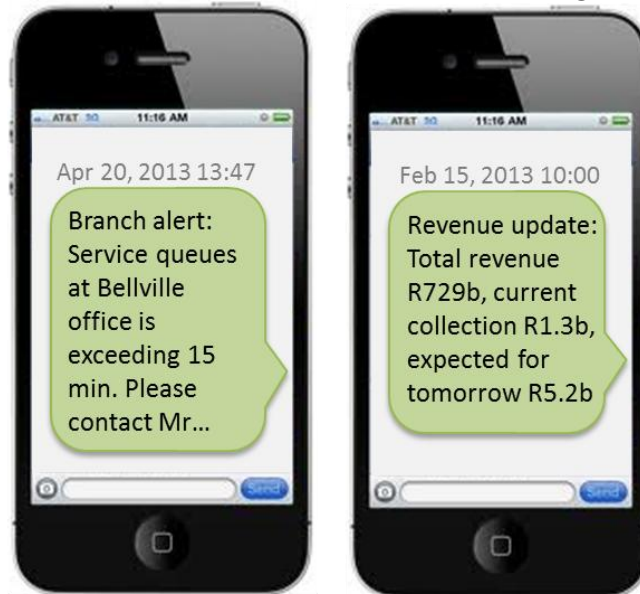 AT&T 3G 11:16 AM
Apr 20, 2013 13:47
Branch alert:
Service queues
at Bellville
office is
exceeding 15
min. Please
contact Mr...
Send
AT&T 3G 11:16 AM
Feb 15, 2013 10:00
Revenue update:
Total revenue
R729b, current
collection R1.3b,
expected for
tomorrow R5.2b
Send